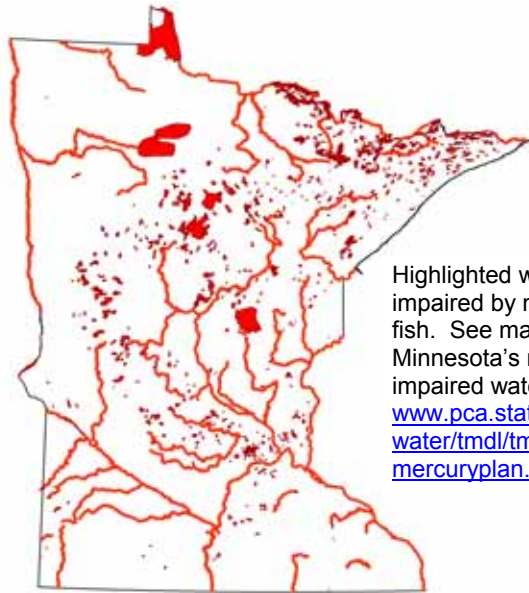 Highlighted w
impaired by r
fish. See ma
Minnesota's r
impaired wate
www.pca.stat
water/tmdl/tm
mercuryplan.